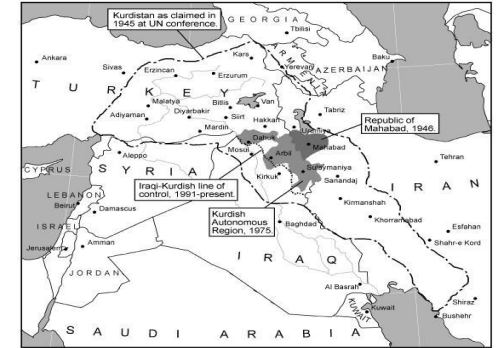 Kurdistan as claimed in
1945 at UN conference.
GEORGIA
Tbilisi
Ankara
Sivas
Erzincan
Erzurum
Kars
ARMENIA
Yerevan
AZERBAIJAN
Baku
TURKEY
Malatya
Bitlis
Van
Adiyaman
Diyarbakir
Siirt
Hakkari
Mardin
Tabriz
Urumiya
Republic of
Mahabad, 1946.
Dahuk
Mosul
Arbil
Mahabad
Aleppo
SYRIA
CYPRUS
Kirkuk
Suleymaniya
Sanandaj
Tehran
IRAN
LEBANON
Beirut
Damascus
Iraqi-Kurdish line of
control, 1991-present.
Kurdish
Autonomous
Region, 1975.
Kirmanshah
Khorramabad
ISRAEL
Jerusalem
Amman
Baghdad
Esfahan
Shahr-e Kord
JORDAN
IRAQ
Al Basrah
KUWAIT
Kuwait
Shiraz
Bushehr
SAUDI ARABIA